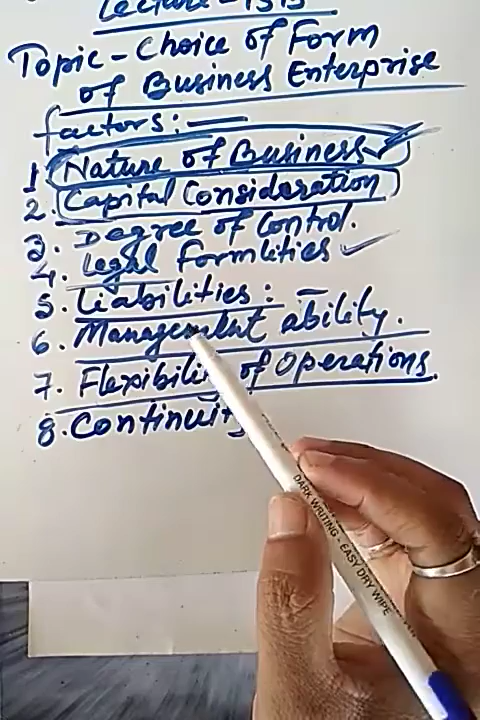 Lecture-1313
Topic-Choice of Form
of Business Enterprise
factors:—
1 Nature of Business
2. Capital Consideration
3. Degree of Control.
4. Legal Formlities
5. Liabilities: —
6. Management ability.
7. Flexibility of Operations.
8. Continuity
DARK WRITING - EASY DRY WIPE